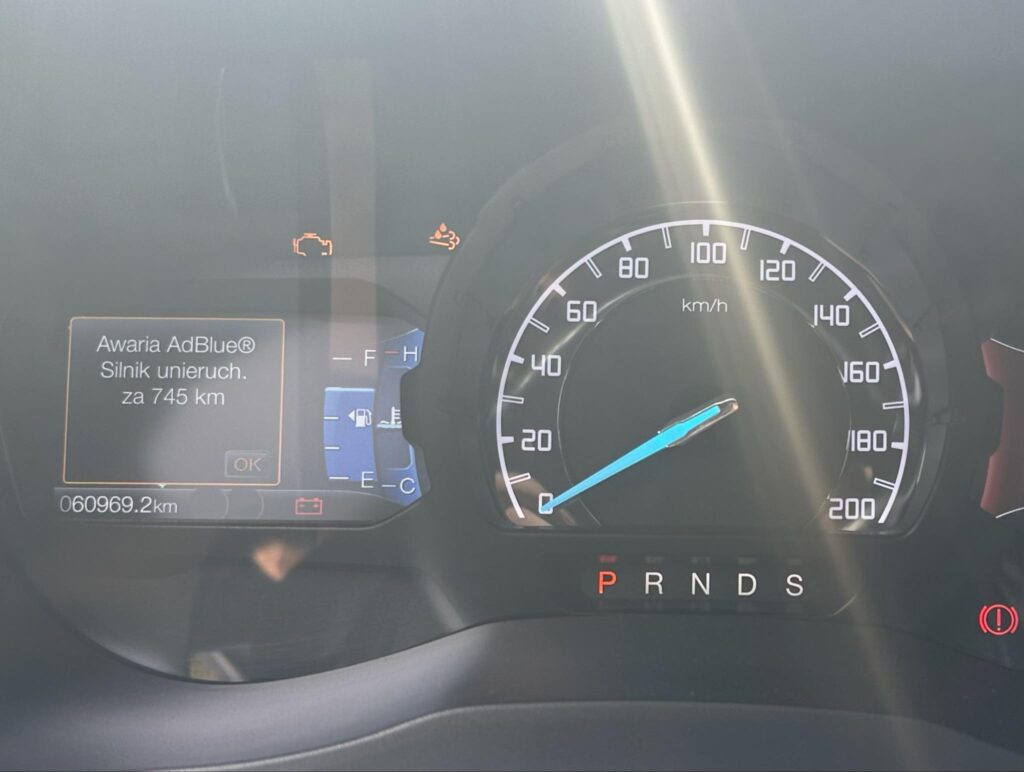 Awaria AdBlue®
Silnik unieruch.
za 745 km
OK
060969.2km
F
E
H
C
0
20
40
60
80
100
120
140
160
180
200
km/h
P R N D S